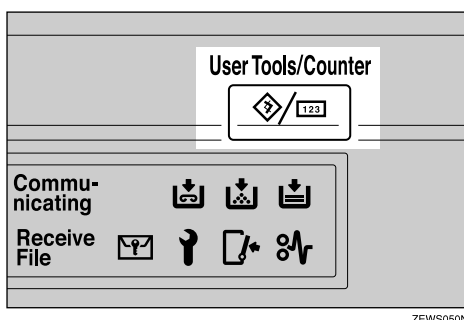 User Tools/Counter
123
Commu-
nicating
Receive
File
ZEWS050N